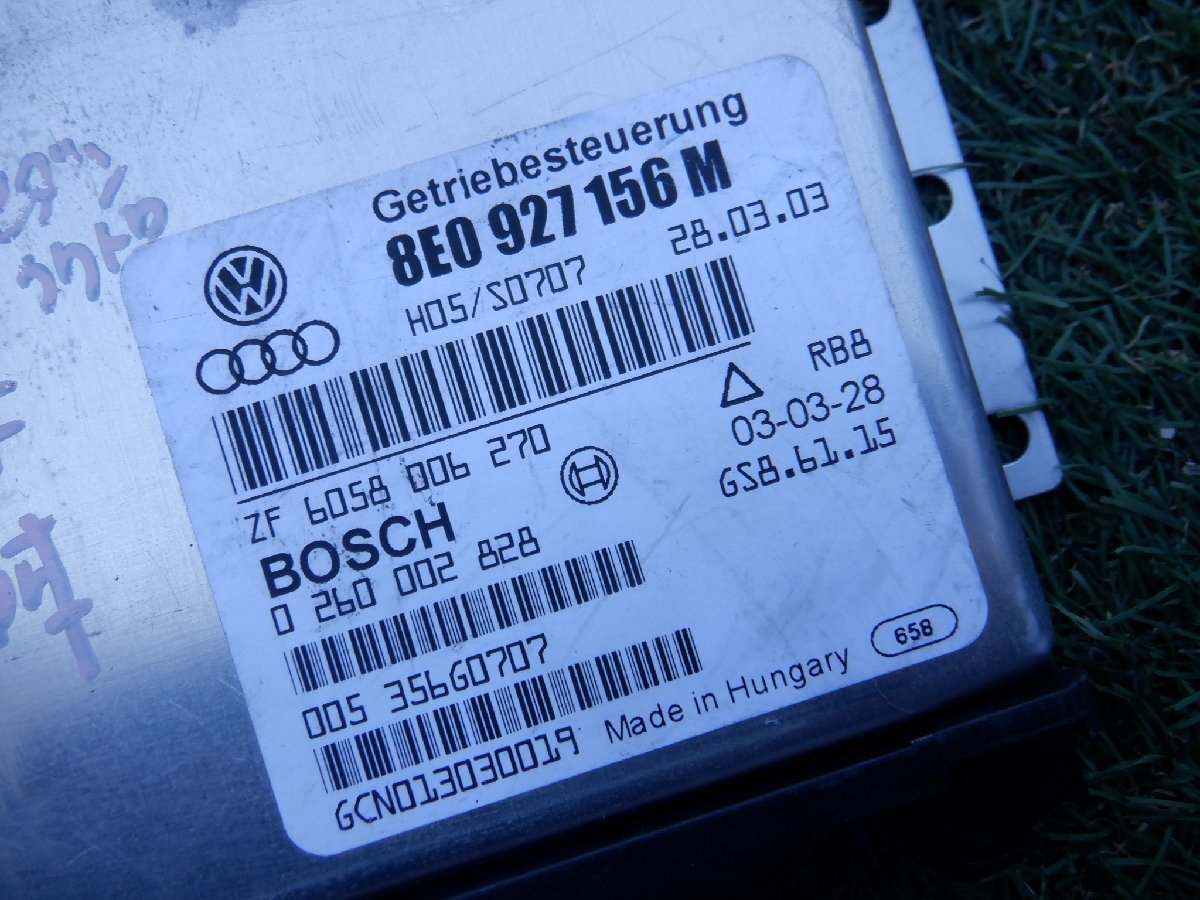 Getriebesteuerung
8E0 927 156 M
H05/S0707 28.03.03
RB8
03-03-28
ZF 6058 006 270
GS8.61.15
BOSCH
0 260 002 828
005 356G0707
GCN013030019
Made in Hungary 658